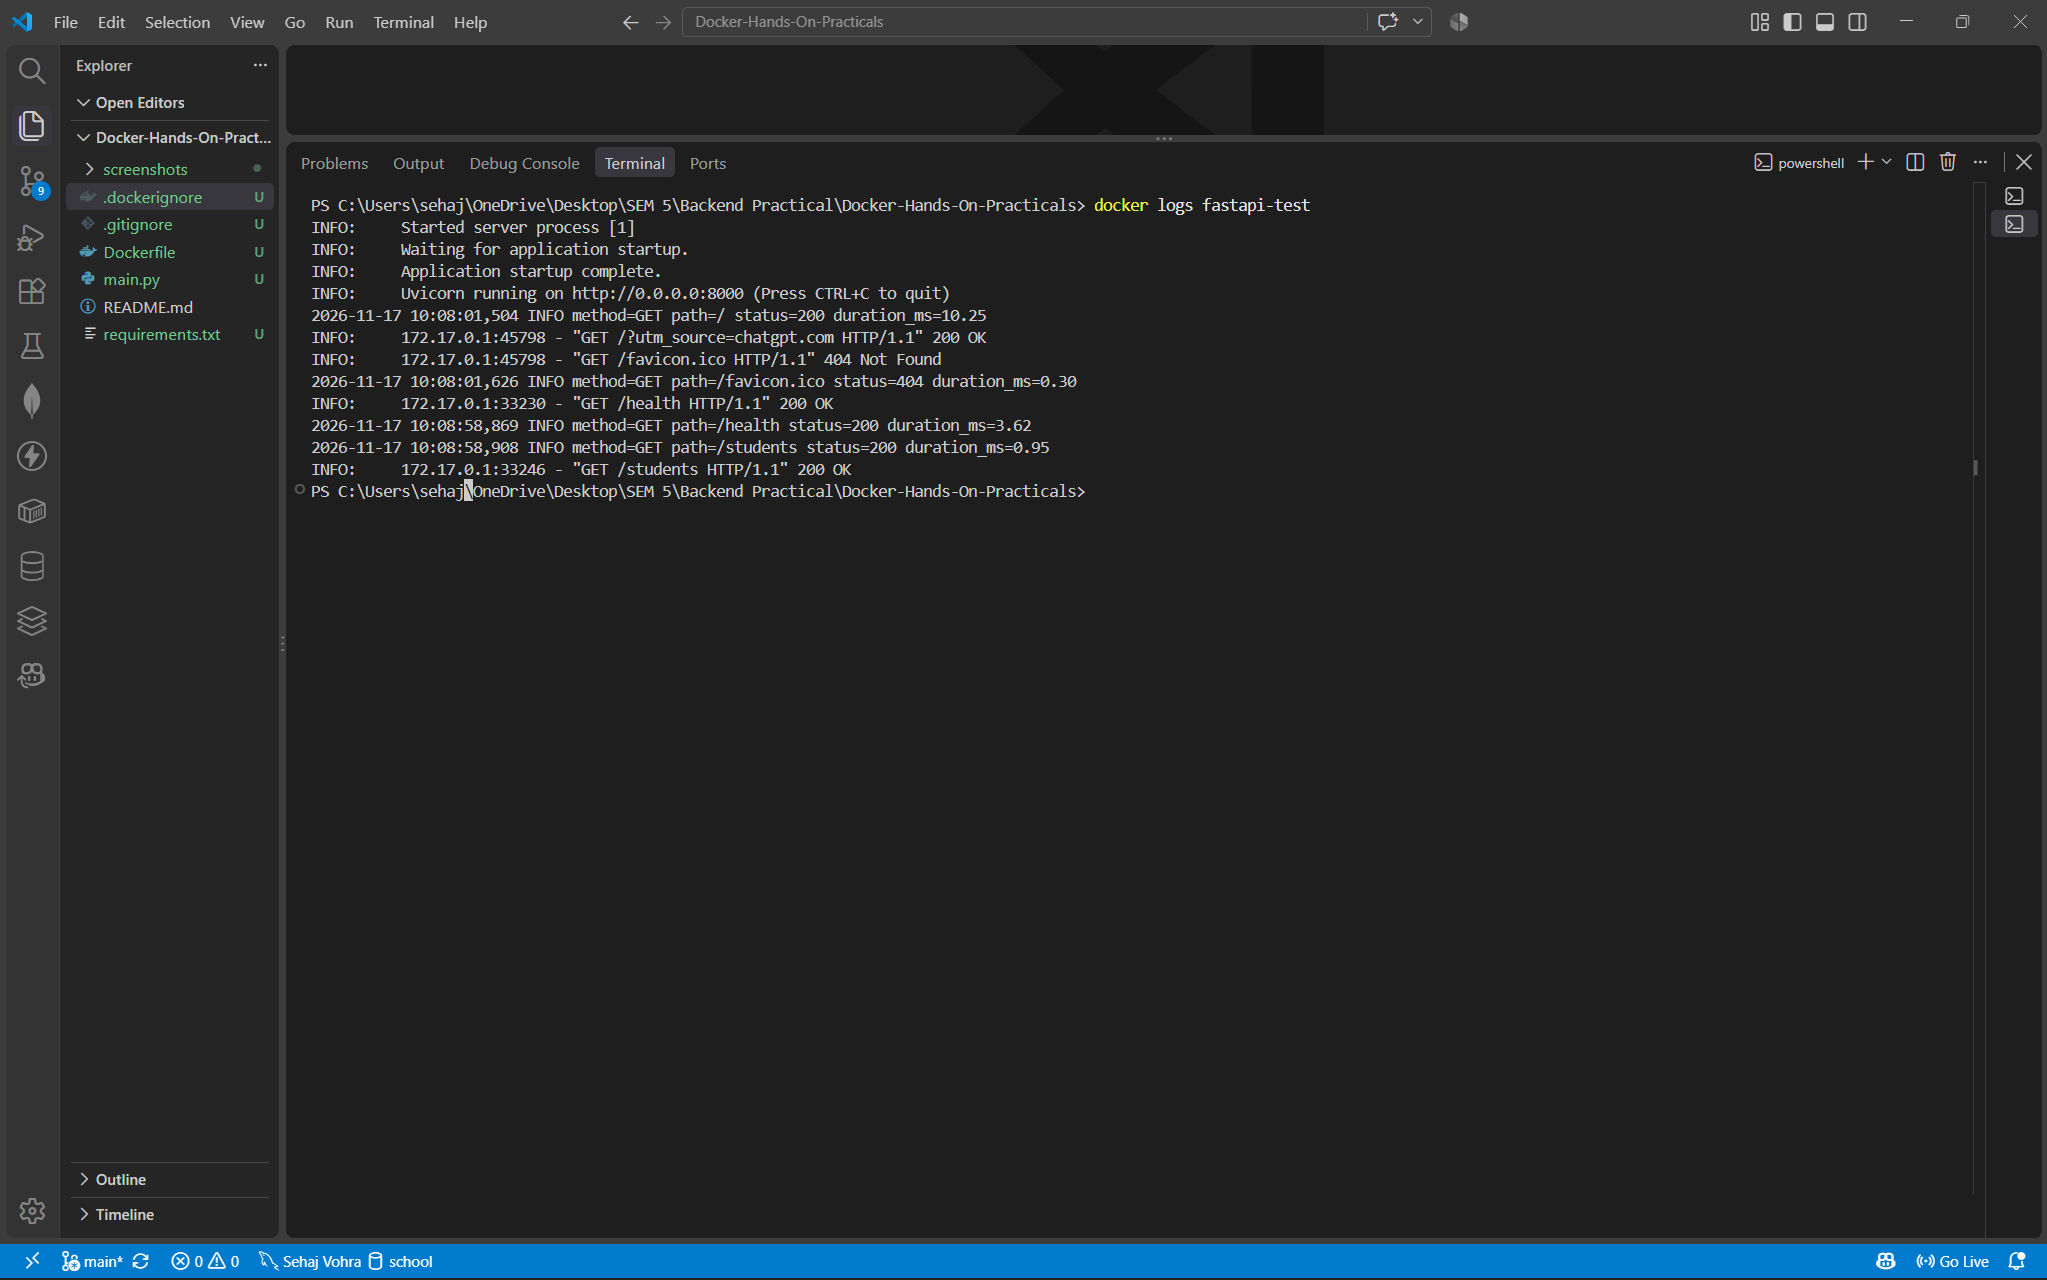 File Edit Selection View Go Run Terminal Help
Docker-Hands-On-Practicals
Explorer
Open Editors
Docker-Hands-On-Pract...
screenshots
.dockerignore U
.gitignore U
Dockerfile U
main.py U
README.md
requirements.txt U
9
Outline
Timeline
Problems Output Debug Console Terminal Ports
powershell
PS C:\Users\sehaj\OneDrive\Desktop\SEM 5\Backend Practical\Docker-Hands-On-Practicals> docker logs fastapi-test
INFO:     Started server process [1]
INFO:     Waiting for application startup.
INFO:     Application startup complete.
INFO:     Uvicorn running on http://0.0.0.0:8000 (Press CTRL+C to quit)
2026-11-17 10:08:01,504 INFO method=GET path=/ status=200 duration_ms=10.25
INFO:     172.17.0.1:45798 - "GET /?utm_source=chatgpt.com HTTP/1.1" 200 OK
INFO:     172.17.0.1:45798 - "GET /favicon.ico HTTP/1.1" 404 Not Found
2026-11-17 10:08:01,626 INFO method=GET path=/favicon.ico status=404 duration_ms=0.30
INFO:     172.17.0.1:33230 - "GET /health HTTP/1.1" 200 OK
2026-11-17 10:08:58,869 INFO method=GET path=/health status=200 duration_ms=3.62
2026-11-17 10:08:58,908 INFO method=GET path=/students status=200 duration_ms=0.95
INFO:     172.17.0.1:33246 - "GET /students HTTP/1.1" 200 OK
PS C:\Users\sehaj\OneDrive\Desktop\SEM 5\Backend Practical\Docker-Hands-On-Practicals>
main* 0 0 Sehaj Vohra school Go Live